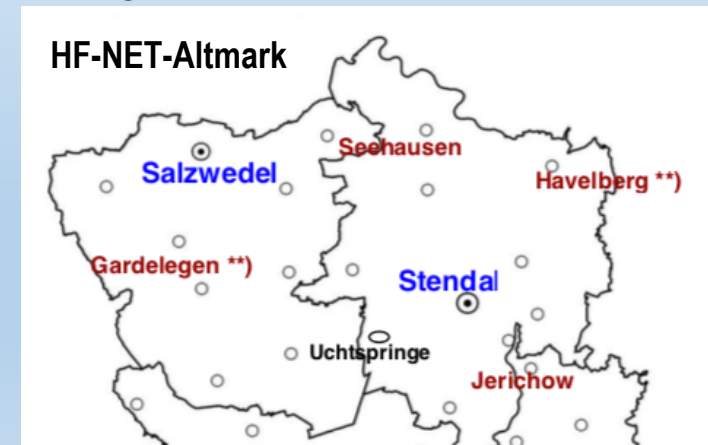 HF-NET-Altmark
Seehausen
Salzwedel
Havelberg **)
Gardelegen **)
Stendal
Uchtspringe
Jerichow